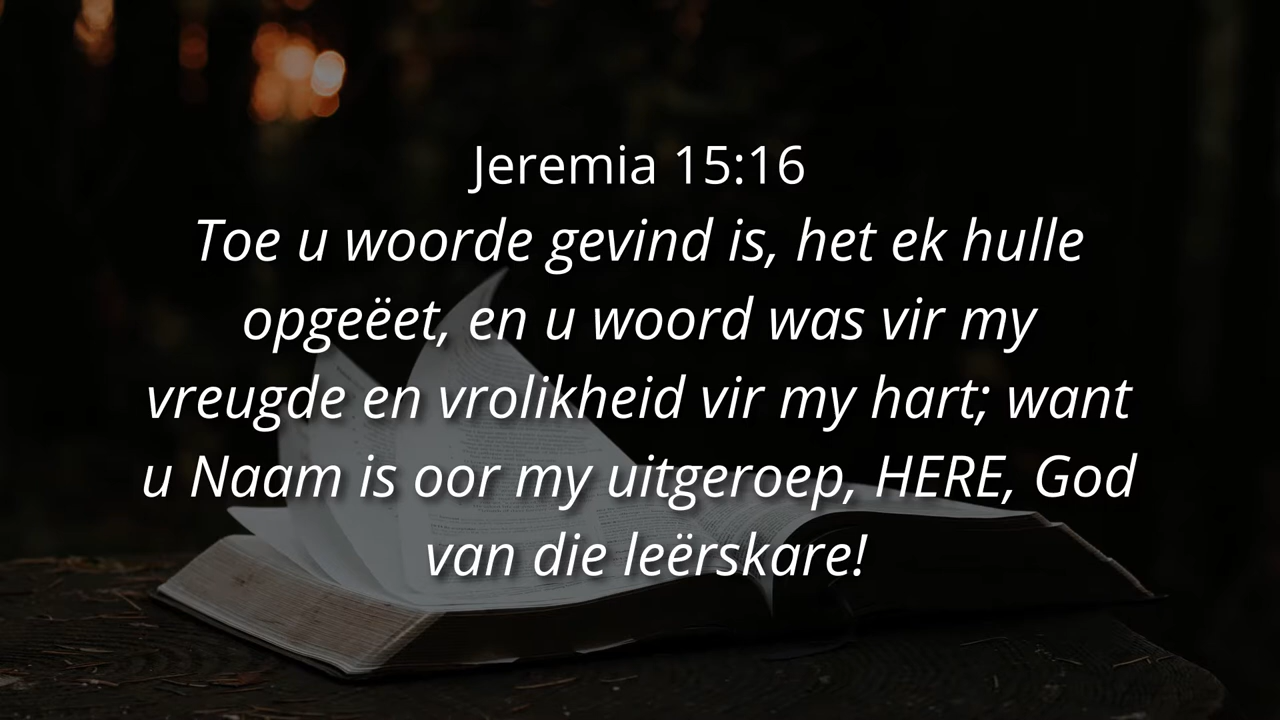 Jeremia 15:16
Toe u woorde gevind is, het ek hulle
opgeëet, en u woord was vir my
vreugde en vrolikheid vir my hart; want
u Naam is oor my uitgeroep, HERE, God
van die leërskare!